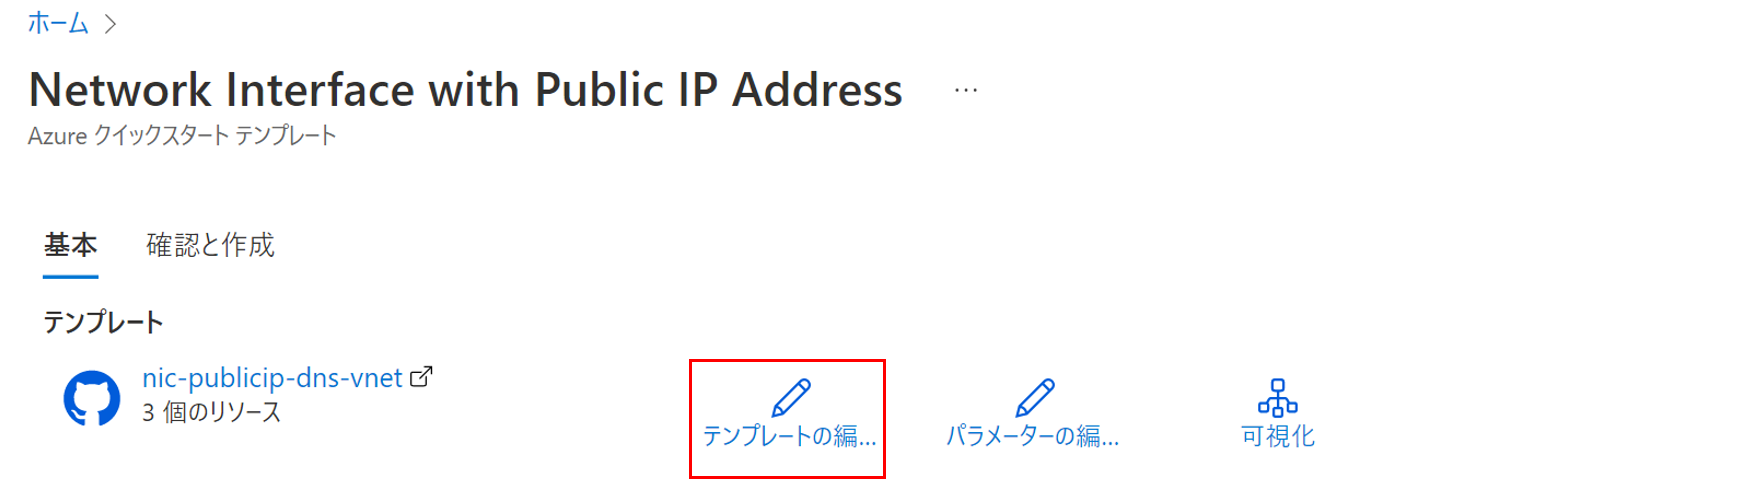 ホーム >
Network Interface with Public IP Address ...
Azure クイックスタート テンプレート
基本 確認と作成
テンプレート
nic-publicip-dns-vnet
3 個のリソース
テンプレートの編... パラメーターの編... 可視化